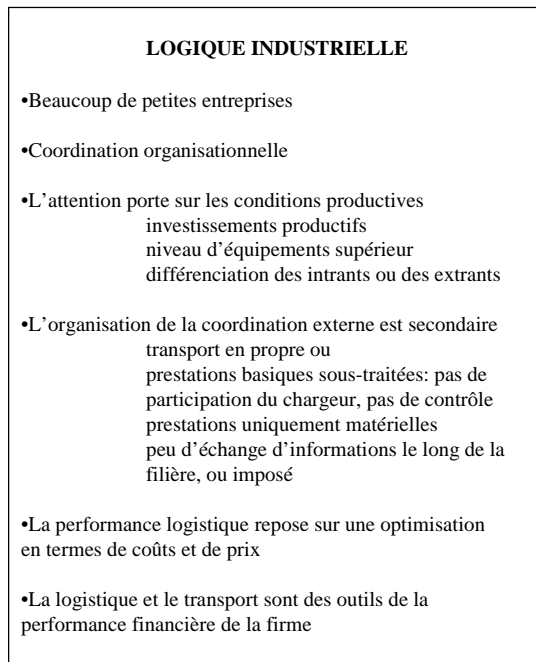 LOGIQUE INDUSTRIELLE
•Beaucoup de petites entreprises
•Coordination organisationnelle
•L’attention porte sur les conditions productives
investissements productifs
niveau d’équipements supérieur
différenciation des intrants ou des extrants
•L’organisation de la coordination externe est secondaire
transport en propre ou
prestations basiques sous-traitées: pas de
participation du chargeur, pas de contrôle
prestations uniquement matérielles
peu d’échange d’informations le long de la
filière, ou imposé
•La performance logistique repose sur une optimisation
en termes de coûts et de prix
•La logistique et le transport sont des outils de la
performance financière de la firme